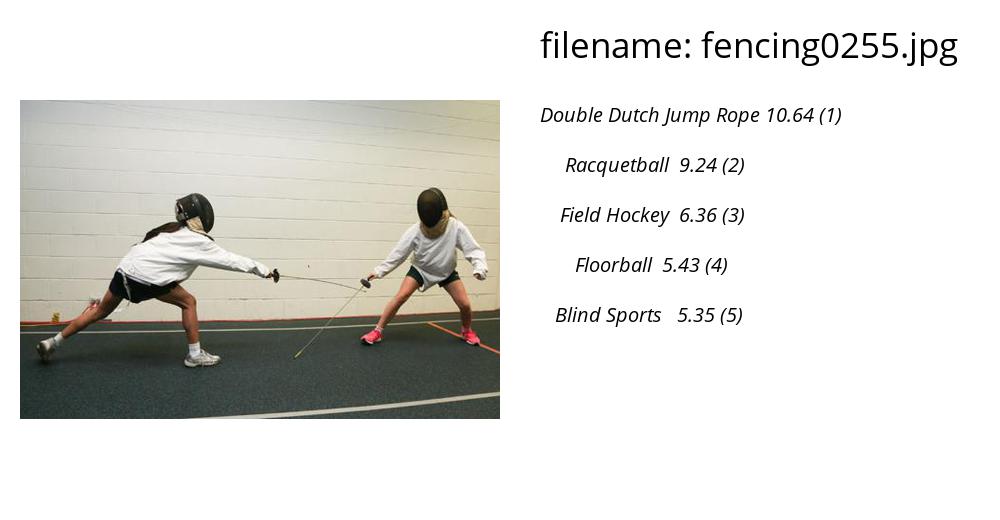 filename: fencing0255.jpg
Double Dutch Jump Rope 10.64 (1)
Racquetball 9.24 (2)
Field Hockey 6.36 (3)
Floorball 5.43 (4)
Blind Sports 5.35 (5)